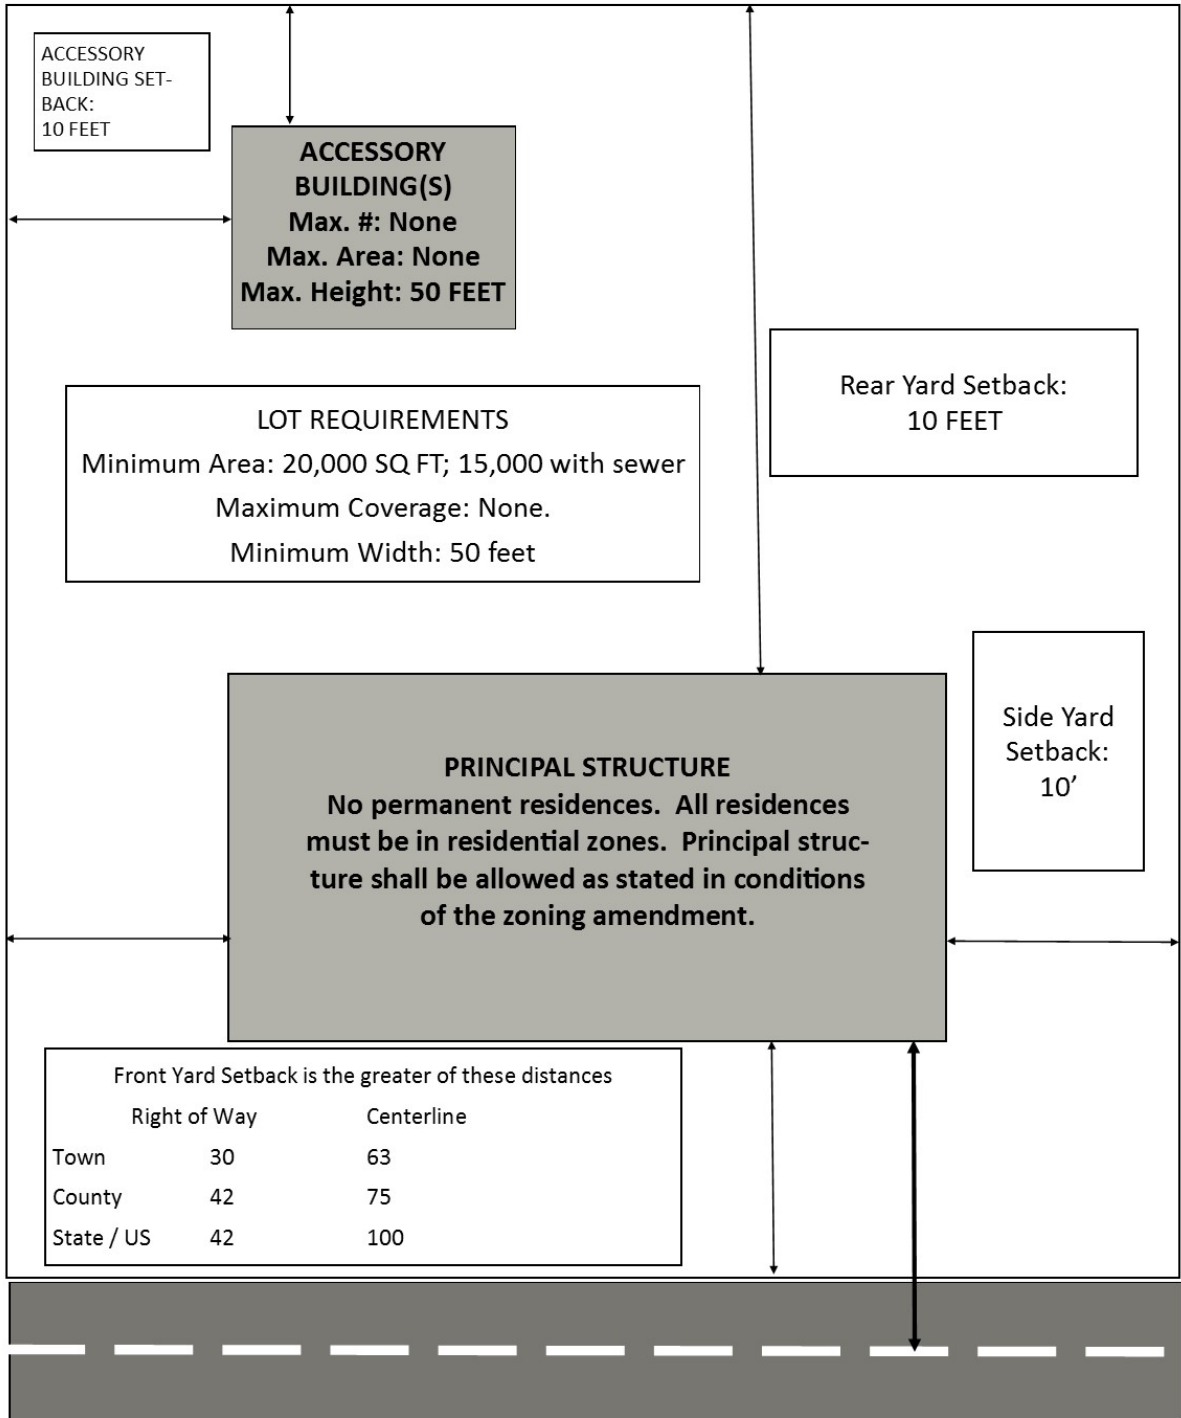 ACCESSORY
BUILDING SET-
BACK:
10 FEET
ACCESSORY
BUILDING(S)
Max. #: None
Max. Area: None
Max. Height: 50 FEET
Rear Yard Setback:
10 FEET
LOT REQUIREMENTS
Minimum Area: 20,000 SQ FT; 15,000 with sewer
Maximum Coverage: None.
Minimum Width: 50 feet
Side Yard
Setback:
10’
PRINCIPAL STRUCTURE
No permanent residences.  All residences
must be in residential zones.  Principal struc-
ture shall be allowed as stated in conditions
of the zoning amendment.
Front Yard Setback is the greater of these distances
Right of Way Centerline
Town 30 63
County 42 75
State / US 42 100